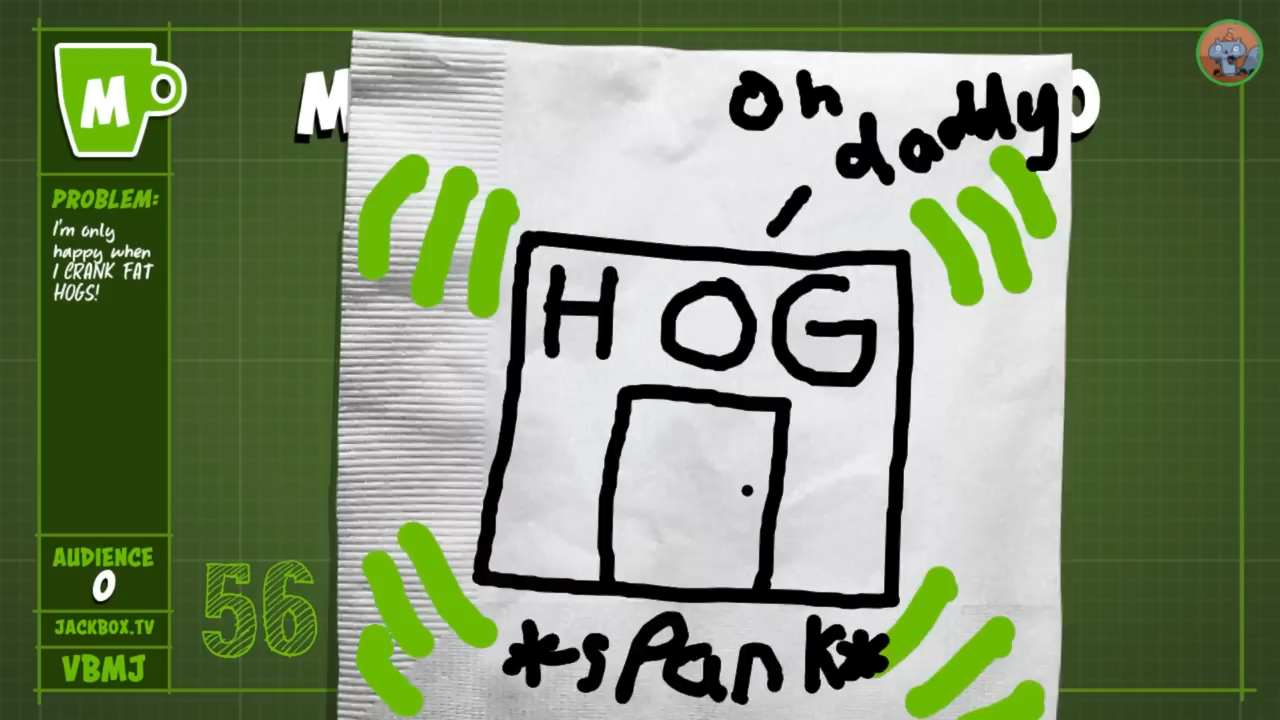 M
M
O
PROBLEM:
I'm only
happy when
I CRANK FAT
HOGS!
oh
daddy
HOG
*spank*
AUDIENCE
0
JACKBOX.TV
VBMJ
56